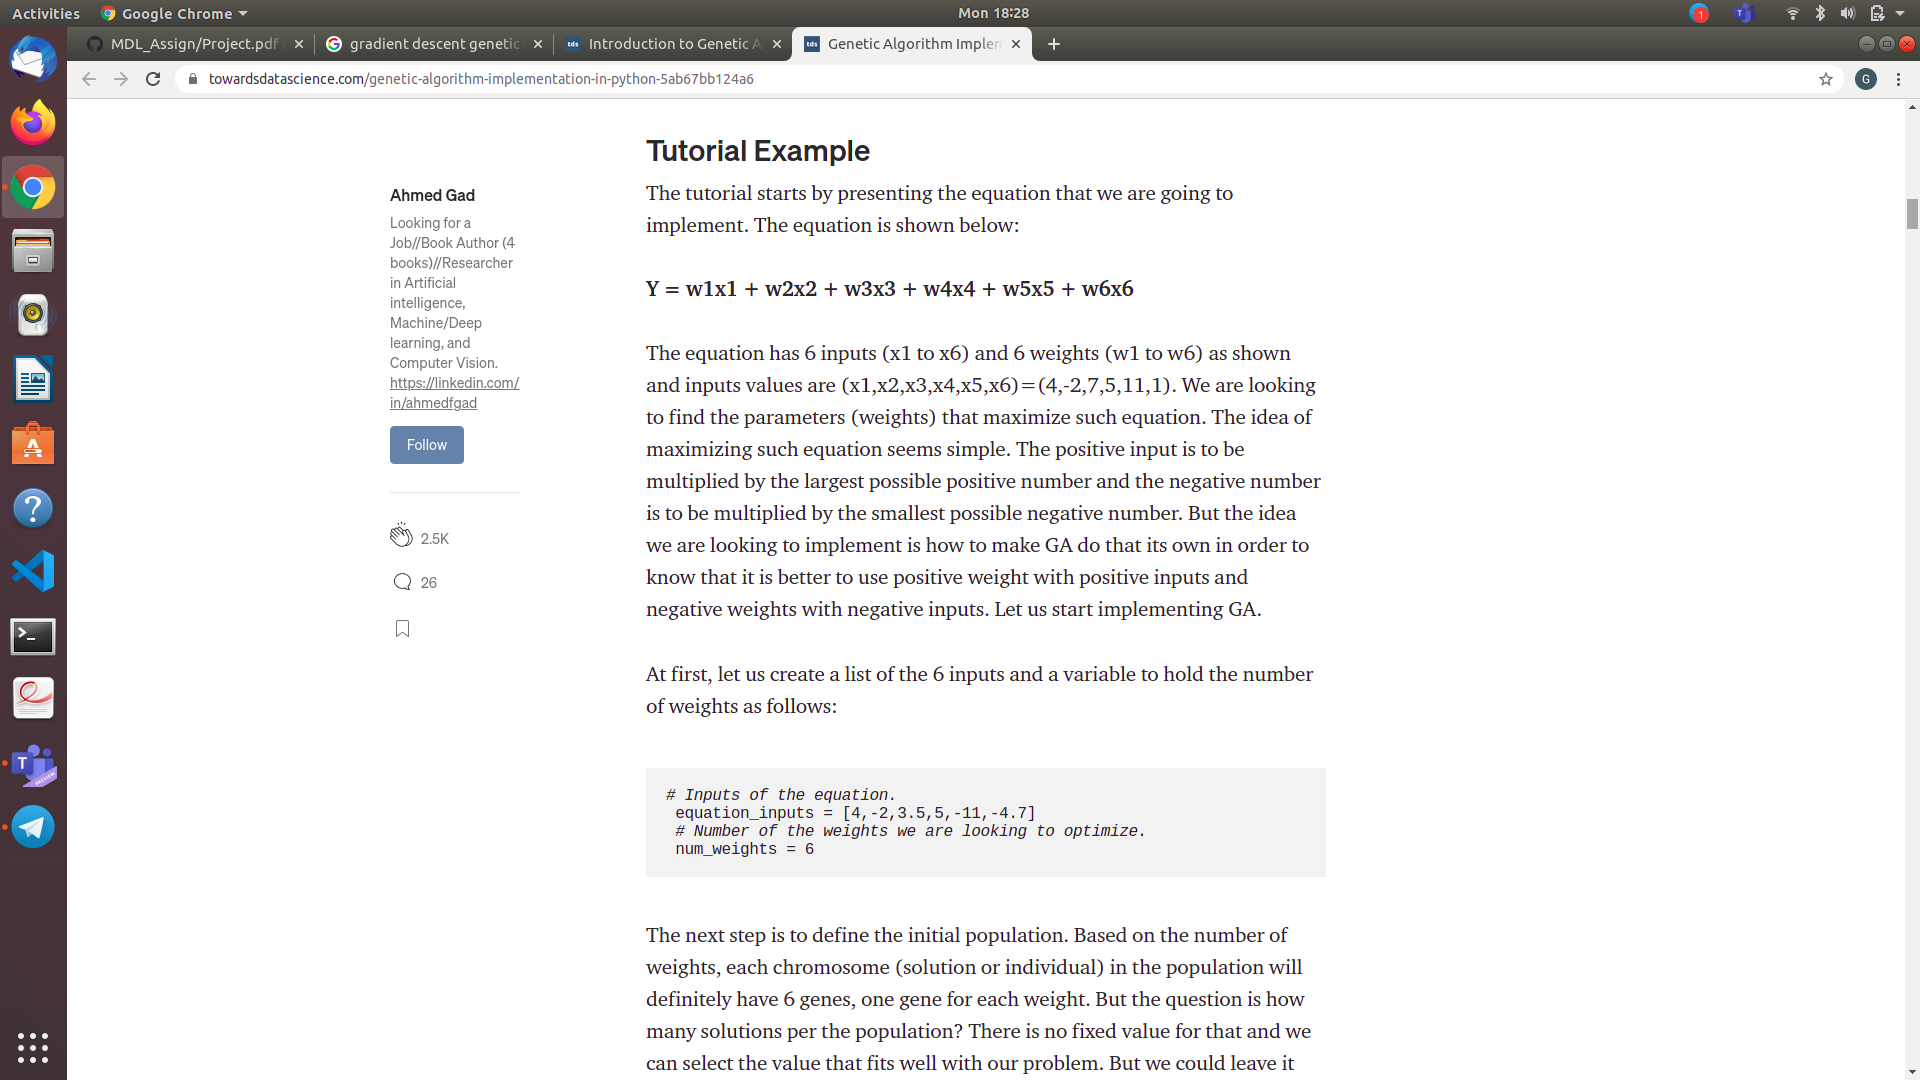 Activities
Google Chrome
Mon 18:28
1
MDL_Assign/Project.pdf
gradient descent genetic
tds
Introduction to Genetic A
tds
Genetic Algorithm Implem
towardsdatascience.com/genetic-algorithm-implementation-in-python-5ab67bb124a6
G
Ahmed Gad
Looking for a
Job//Book Author (4
books)//Researcher
in Artificial
intelligence,
Machine/Deep
learning, and
Computer Vision.
https://linkedin.com/
in/ahmedfgad
Follow
2.5K
26
Tutorial Example
The tutorial starts by presenting the equation that we are going to
implement. The equation is shown below:
Y = w1x1 + w2x2 + w3x3 + w4x4 + w5x5 + w6x6
The equation has 6 inputs (x1 to x6) and 6 weights (w1 to w6) as shown
and inputs values are (x1,x2,x3,x4,x5,x6)=(4,-2,7,5,11,1). We are looking
to find the parameters (weights) that maximize such equation. The idea of
maximizing such equation seems simple. The positive input is to be
multiplied by the largest possible positive number and the negative number
is to be multiplied by the smallest possible negative number. But the idea
we are looking to implement is how to make GA do that its own in order to
know that it is better to use positive weight with positive inputs and
negative weights with negative inputs. Let us start implementing GA.
At first, let us create a list of the 6 inputs and a variable to hold the number
of weights as follows:
# Inputs of the equation.
equation_inputs = [4,-2,3.5,5,-11,-4.7]
# Number of the weights we are looking to optimize.
num_weights = 6
The next step is to define the initial population. Based on the number of
weights, each chromosome (solution or individual) in the population will
definitely have 6 genes, one gene for each weight. But the question is how
many solutions per the population? There is no fixed value for that and we
can select the value that fits well with our problem. But we could leave it